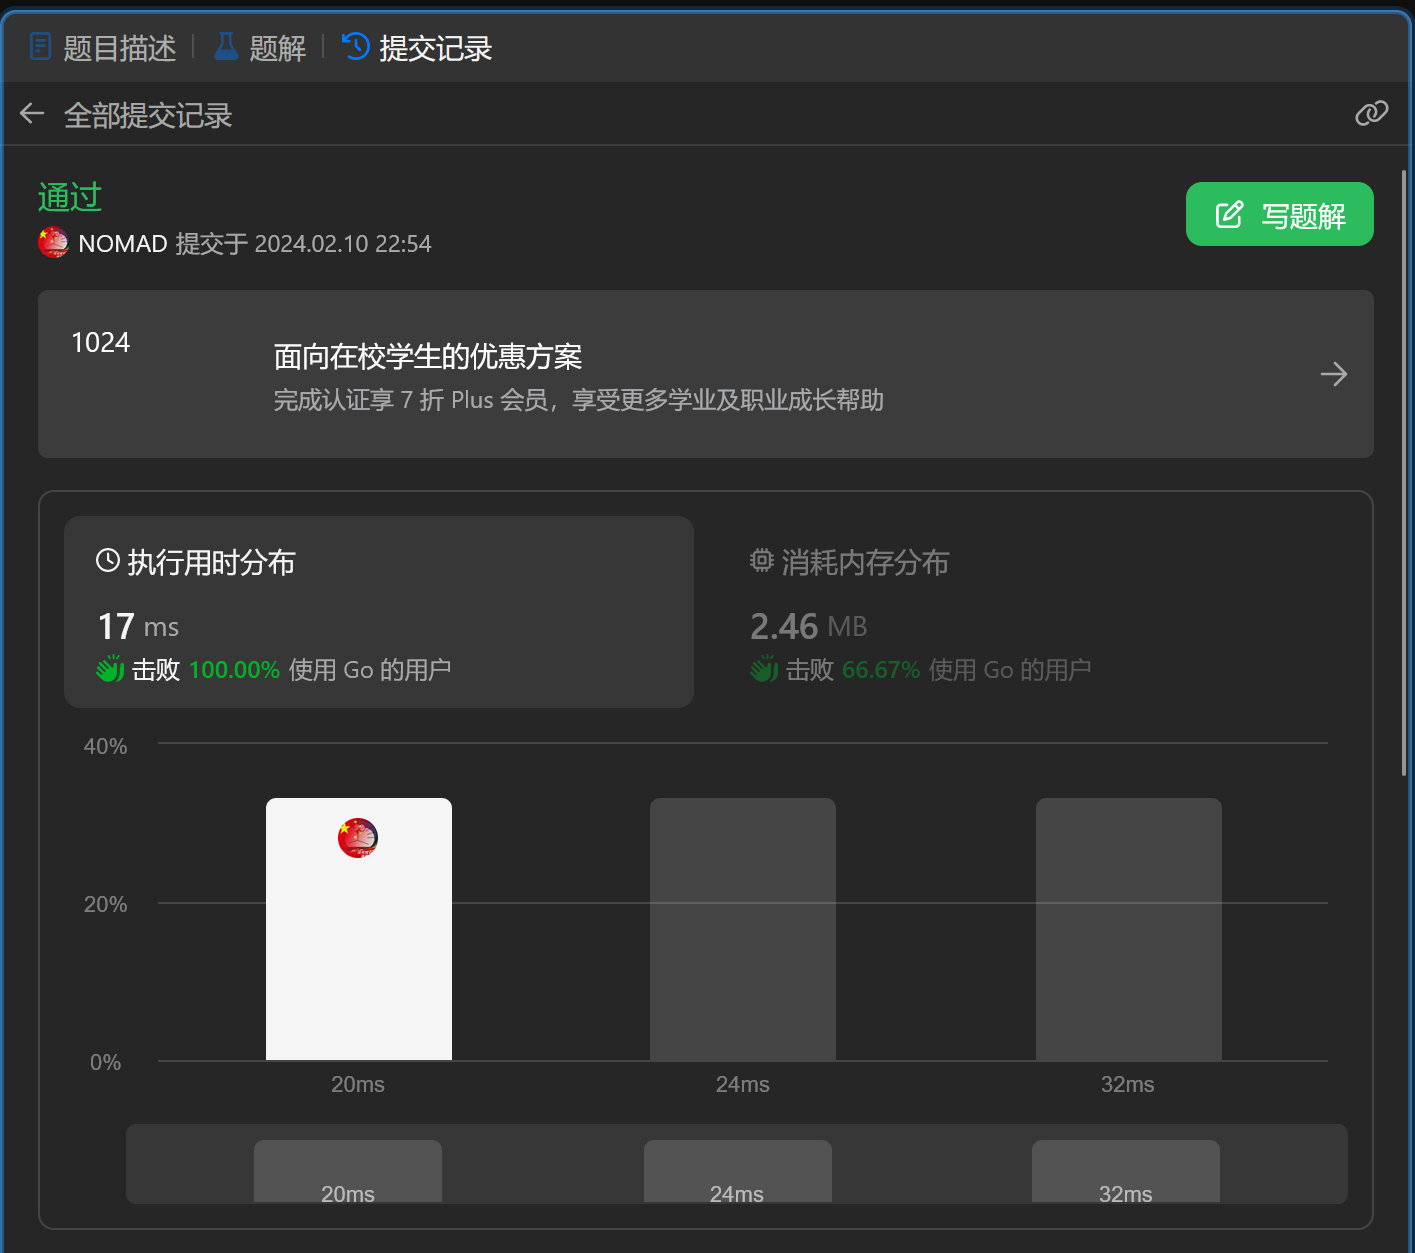 题目描述 题解 提交记录
全部提交记录
通过
NOMAD 提交于 2024.02.10 22:54
写题解
1024
面向在校学生的优惠方案
完成认证享 7 折 Plus 会员，享受更多学业及职业成长帮助
执行用时分布
17 ms
击败 100.00% 使用 Go 的用户
消耗内存分布
2.46 MB
击败 66.67% 使用 Go 的用户
40%
20%
0%
20ms 24ms 32ms
20ms 24ms 32ms